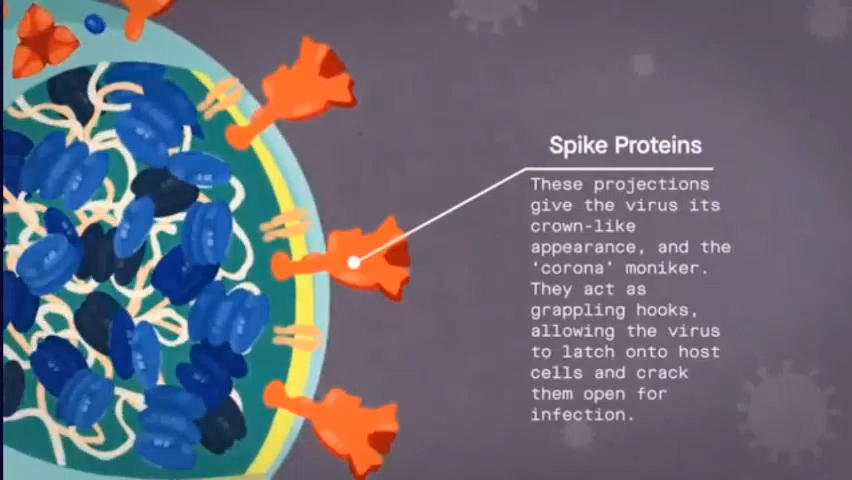 Spike Proteins
These projections
give the virus its
crown-like
appearance, and the
'corona' moniker.
They act as
grappling hooks,
allowing the virus
to latch onto host
cells and crack
them open for
infection.